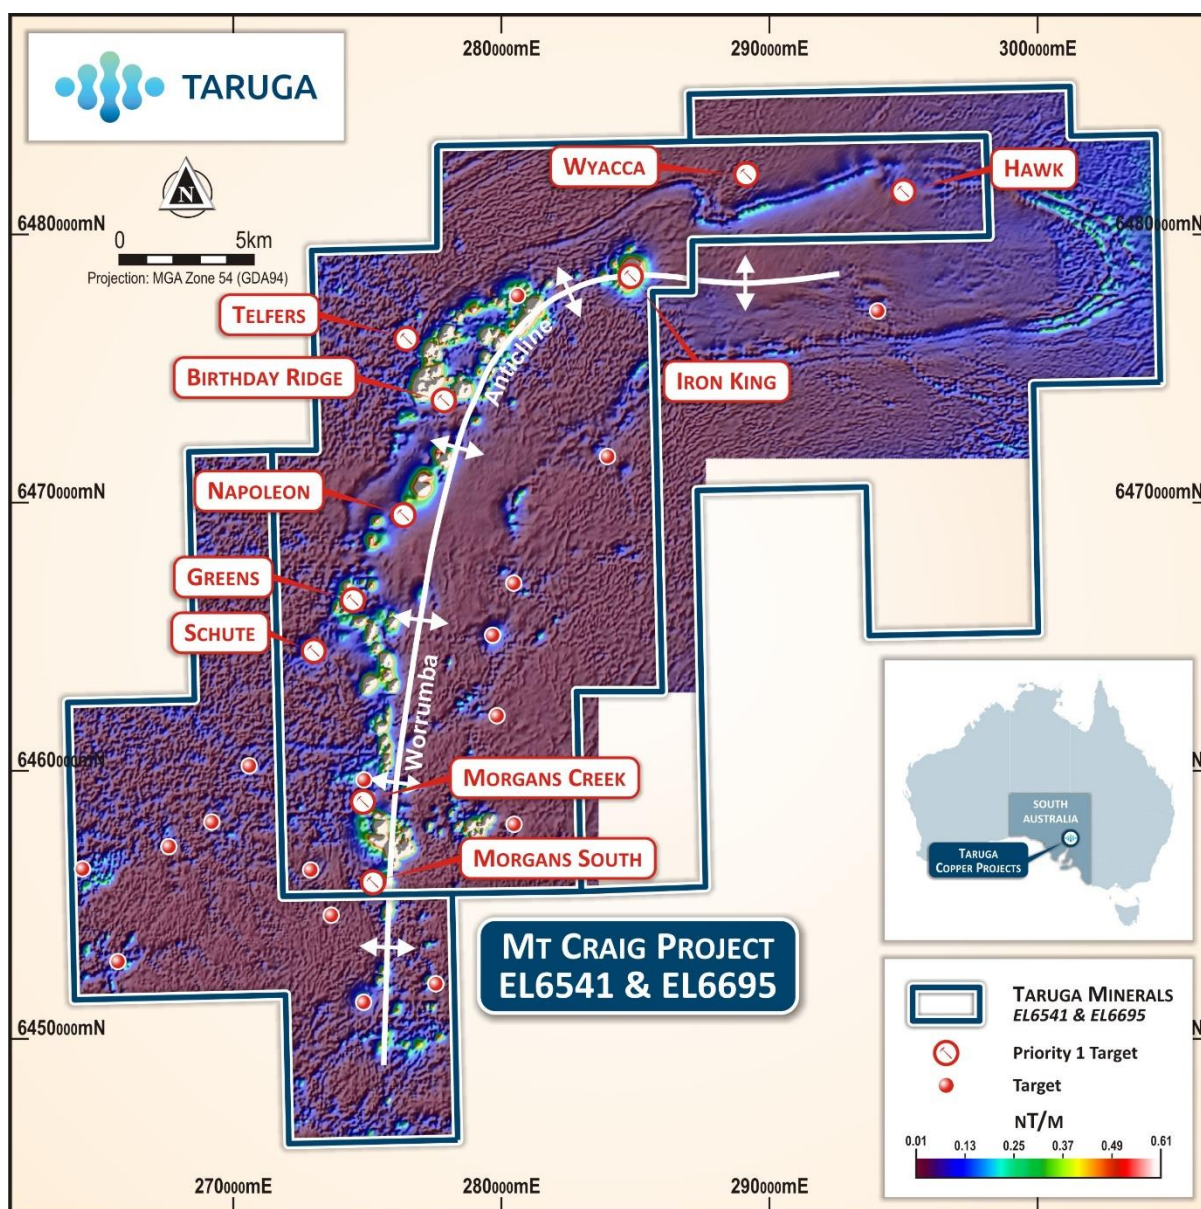 280000mE
290000mE
300000mE
TARUGA
N
0
5km
Projection: MGA Zone 54 (GDA94)
6480000mN
6480000mN
WYACCA
HAWK
TELFERS
BIRTHDAY RIDGE
IRON KING
Anticline
NAPOLEON
6470000mN
6470000mN
GREENS
SCHUTE
Worrumba
6460000mN
MORGANS CREEK
MORGANS SOUTH
SOUTH
AUSTRALIA
TARUGA
COPPER PROJECTS
MT CRAIG PROJECT
EL6541 & EL6695
6450000mN
TARUGA MINERALS
EL6541 & EL6695
Priority 1 Target
Target
NT/M
0.01 0.13 0.25 0.37 0.49 0.61
270000mE
280000mE
290000mE